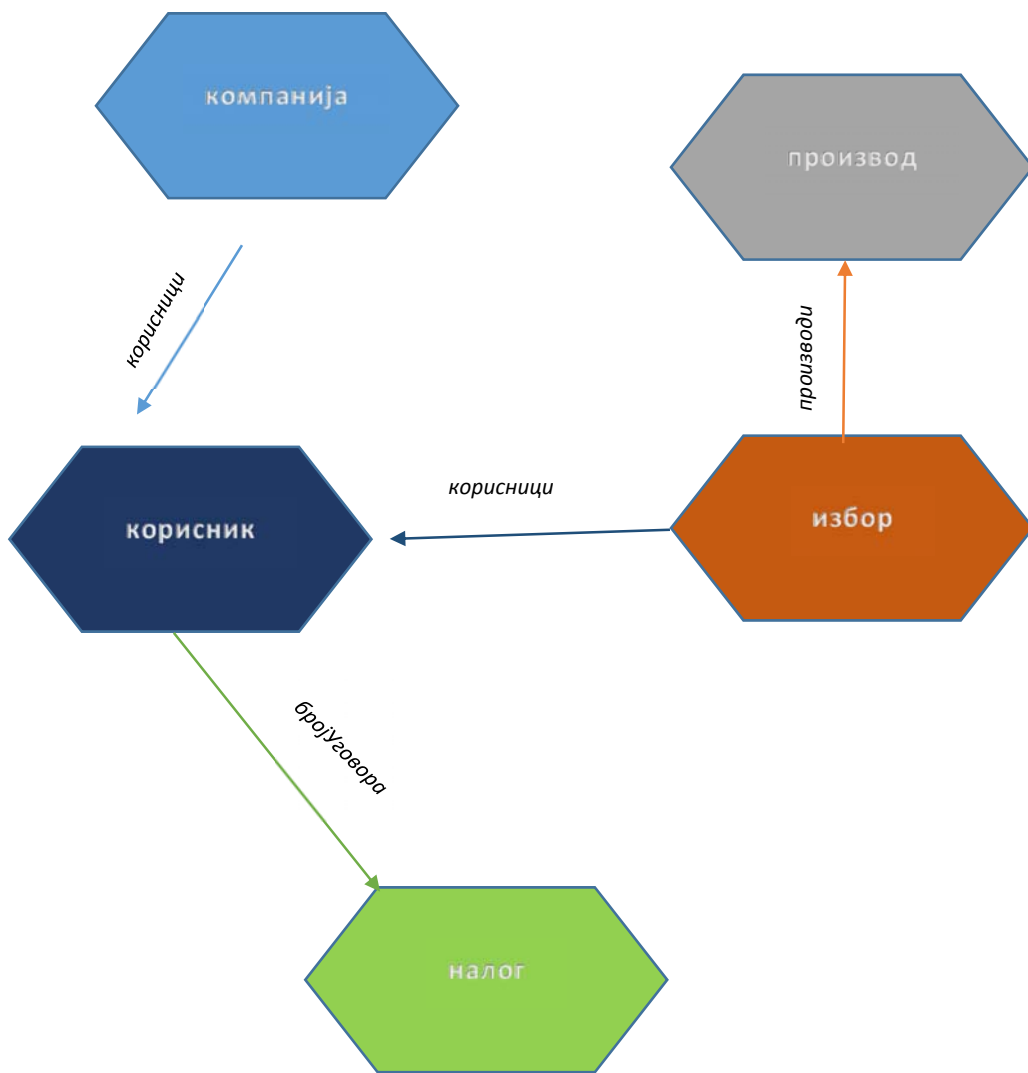 компанија
производ
корисници
производи
корисници
корисник
избор
бројУговора
налог